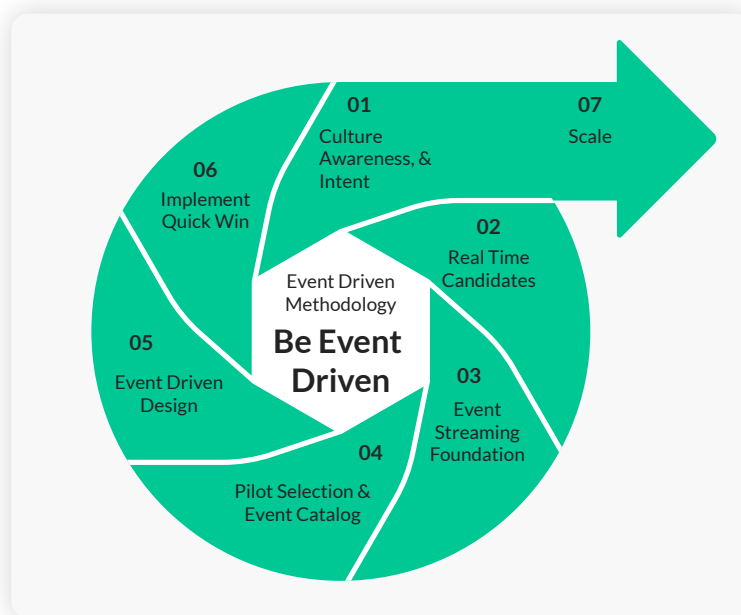 Event Driven
Methodology
Be Event
Driven
01
Culture
Awareness, &
Intent
02
Real Time
Candidates
03
Event
Streaming
Foundation
04
Pilot Selection &
Event Catalog
05
Event Driven
Design
06
Implement
Quick Win
07
Scale